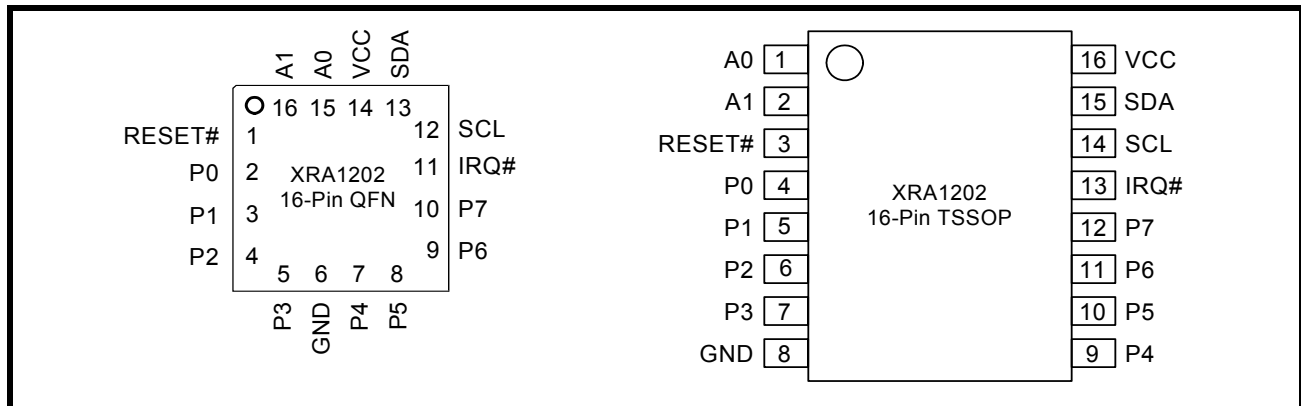 A1 A0 VCC SDA
16 15 14 13
RESET# 1 12 SCL
P0 2 11 IRQ#
XRA1202
16-Pin QFN
P1 3 10 P7
P2 4 9 P6
5 6 7 8
P3 GND P4 P5
A0 1 16 VCC
A1 2 15 SDA
RESET# 3 14 SCL
P0 4 13 IRQ#
XRA1202
16-Pin TSSOP
P1 5 12 P7
P2 6 11 P6
P3 7 10 P5
GND 8 9 P4